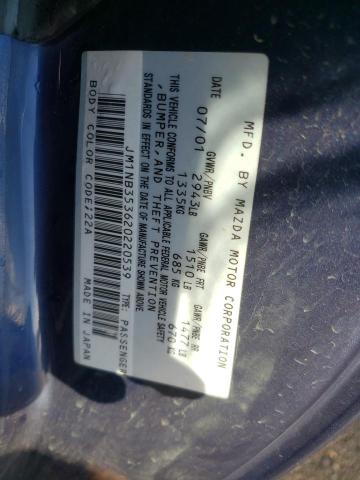 MFD. BY MAZDA MOTOR CORPORATION
DATE GVWR/PNBV GAWR/PNBE FRT GAWR/PNBE RR
07/01 2943LB 1510 LB 1477 LB
1335KG 685 KG 670 KG
THIS VEHICLE CONFORMS TO ALL APPLICABLE FEDERAL MOTOR VEHICLE SAFETY
, BUMPER, AND THEFT PREVENTION
STANDARDS IN EFFECT ON THE DATE OF MANUFACTURE SHOWN ABOVE.
JM1NB353620220539 TYPE: PASSENGER
BODY COLOR CODE:22A MADE IN JAPAN